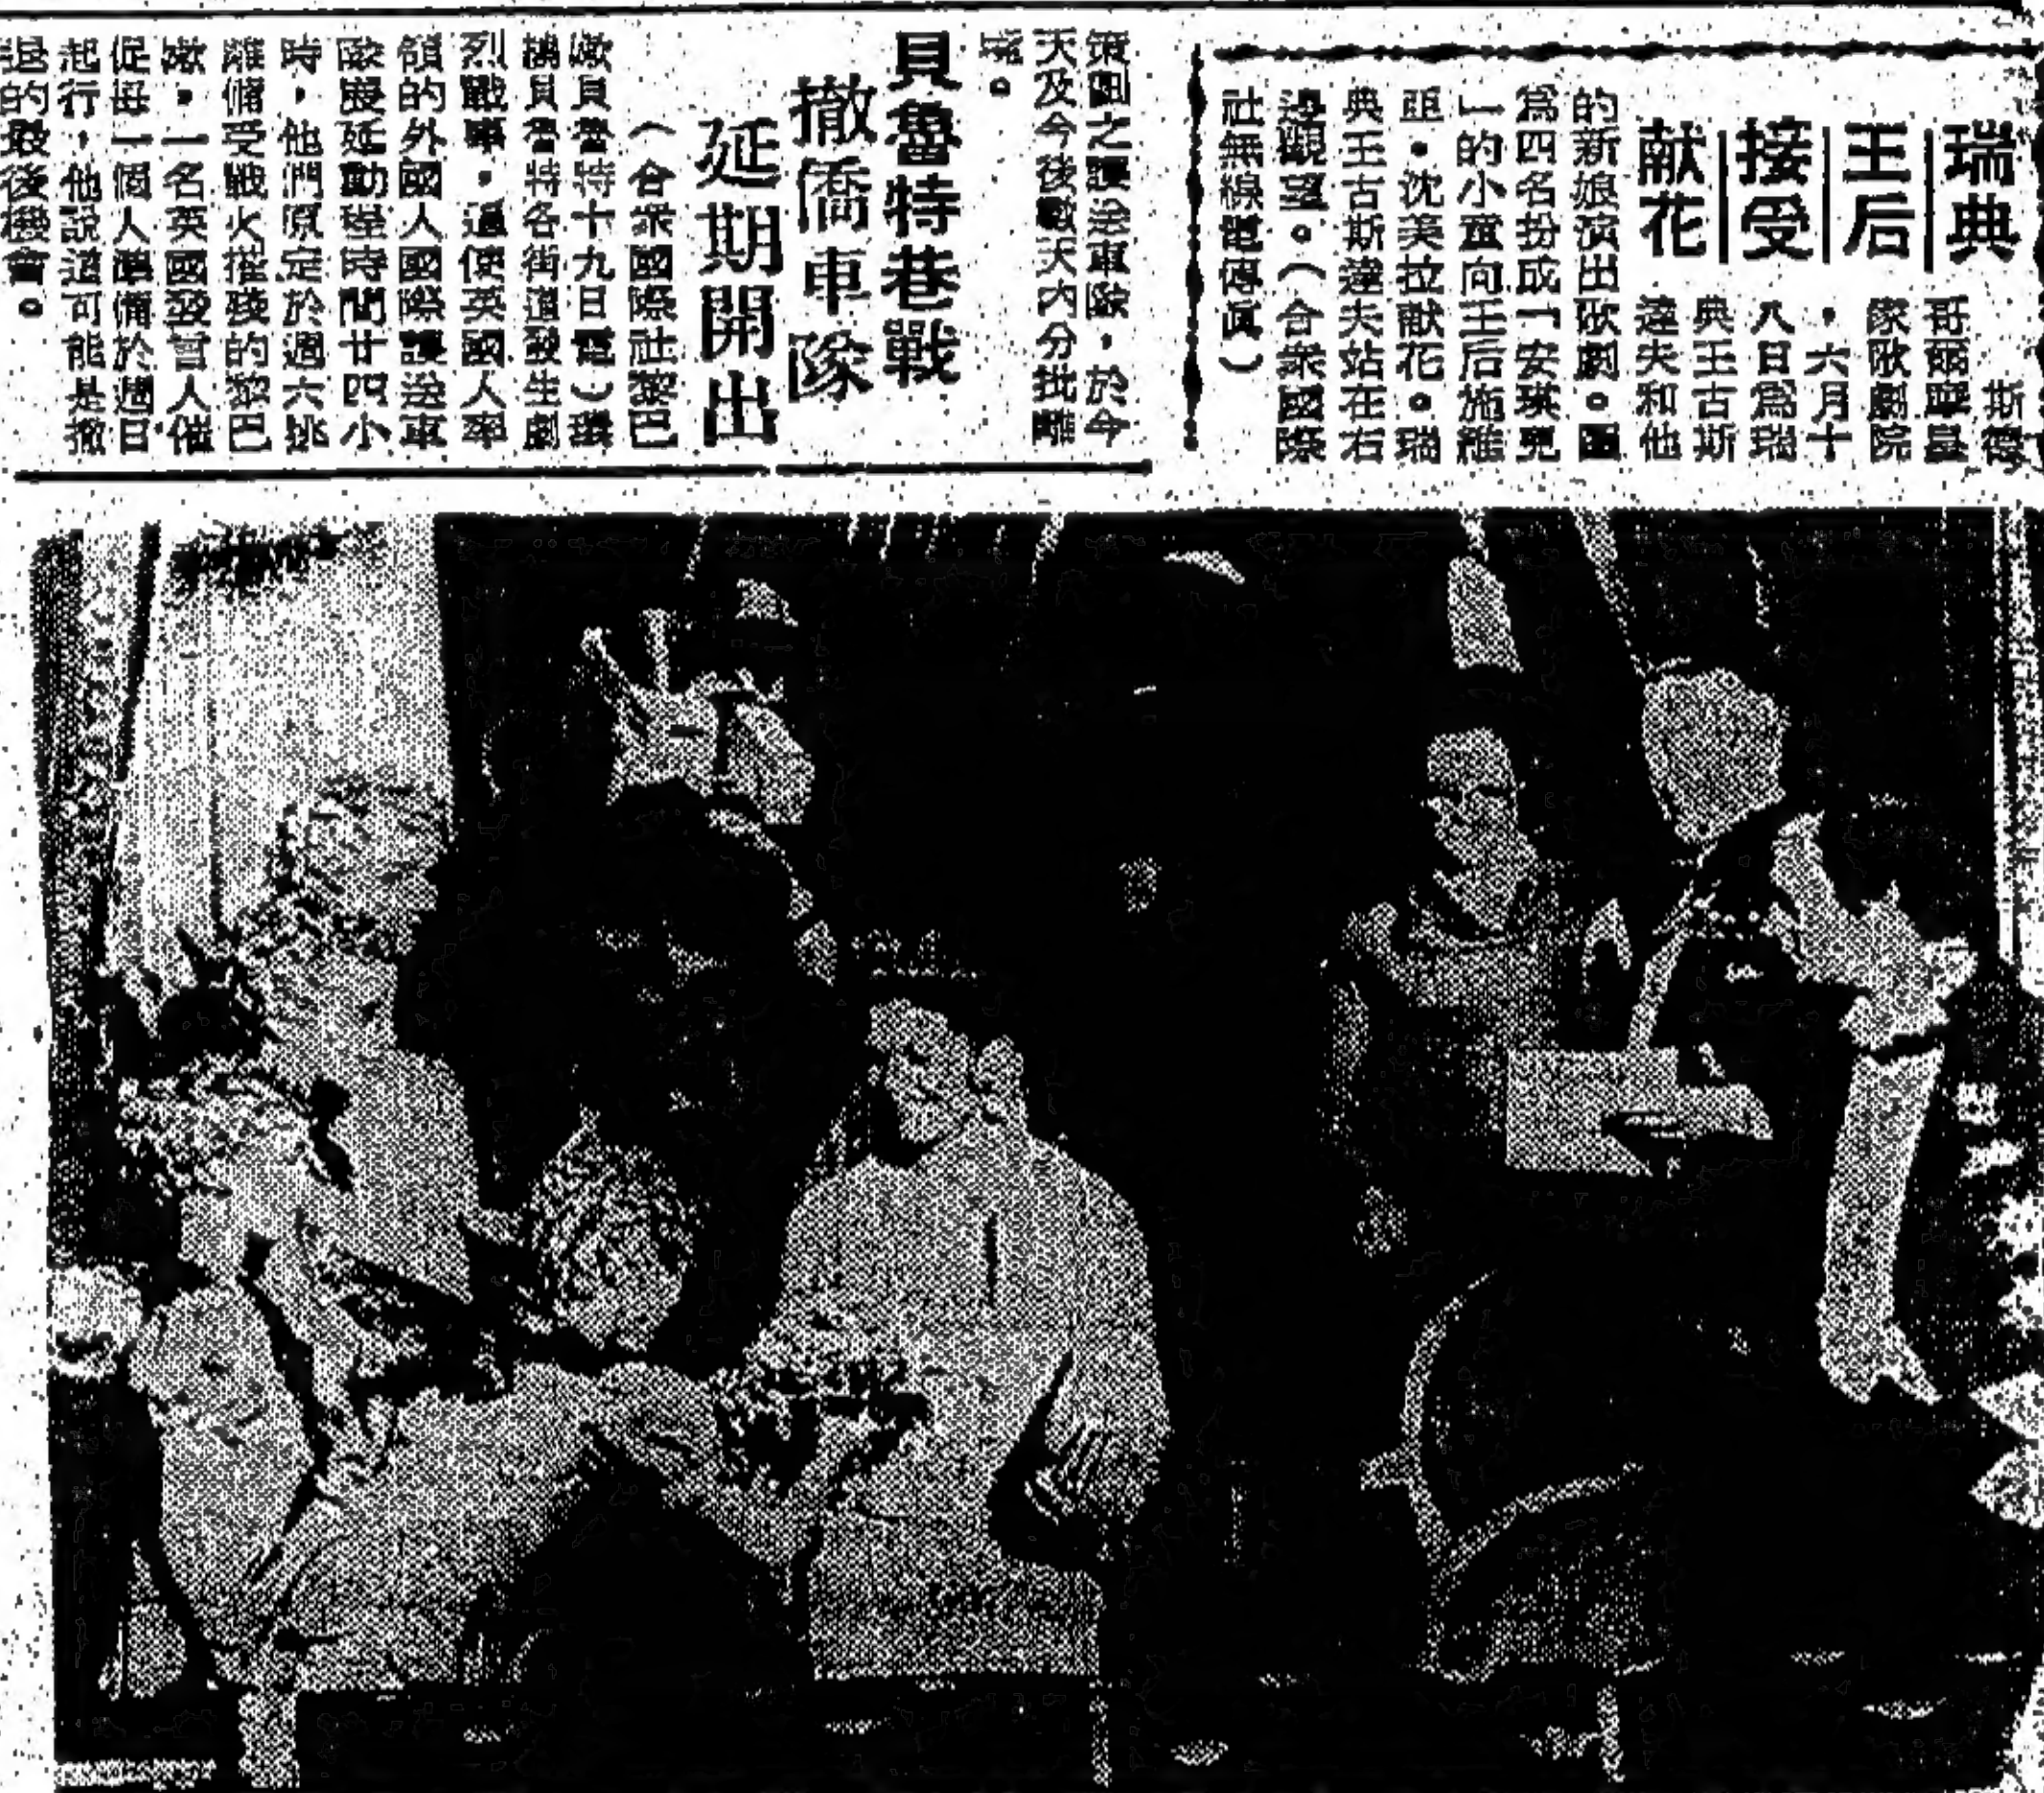 瑞典
王后
接受
献花
斯德
哥爾摩皇
家歌劇院
，六月十
八日爲瑞
典王古斯
達夫和他
的新娘演出歌劇。圖
爲四名扮成「安琪兒
」的小童向王后施維
亞・沈美拉献花。瑞
典王古斯達夫站在右
邊觀望。（合衆國際
社無線電傳眞）
策劃之護送車隊，於今
天及今後數天內分批離
境。
貝魯特巷戰
撤僑車隊
延期開出
（合衆國際社黎巴
嫩貝魯特十九日電）環
繞貝魯特各街道發生劇
烈戰事，逼使英國人率
領的外國人國際護送車
隊要延動程時間廿四小
時，他們原定於週六逃
離備受戰火摧殘的黎巴
嫩，一名英國發言人催
促每一個人準備於週日
起行，他說這可能是撤
退的最後機會。